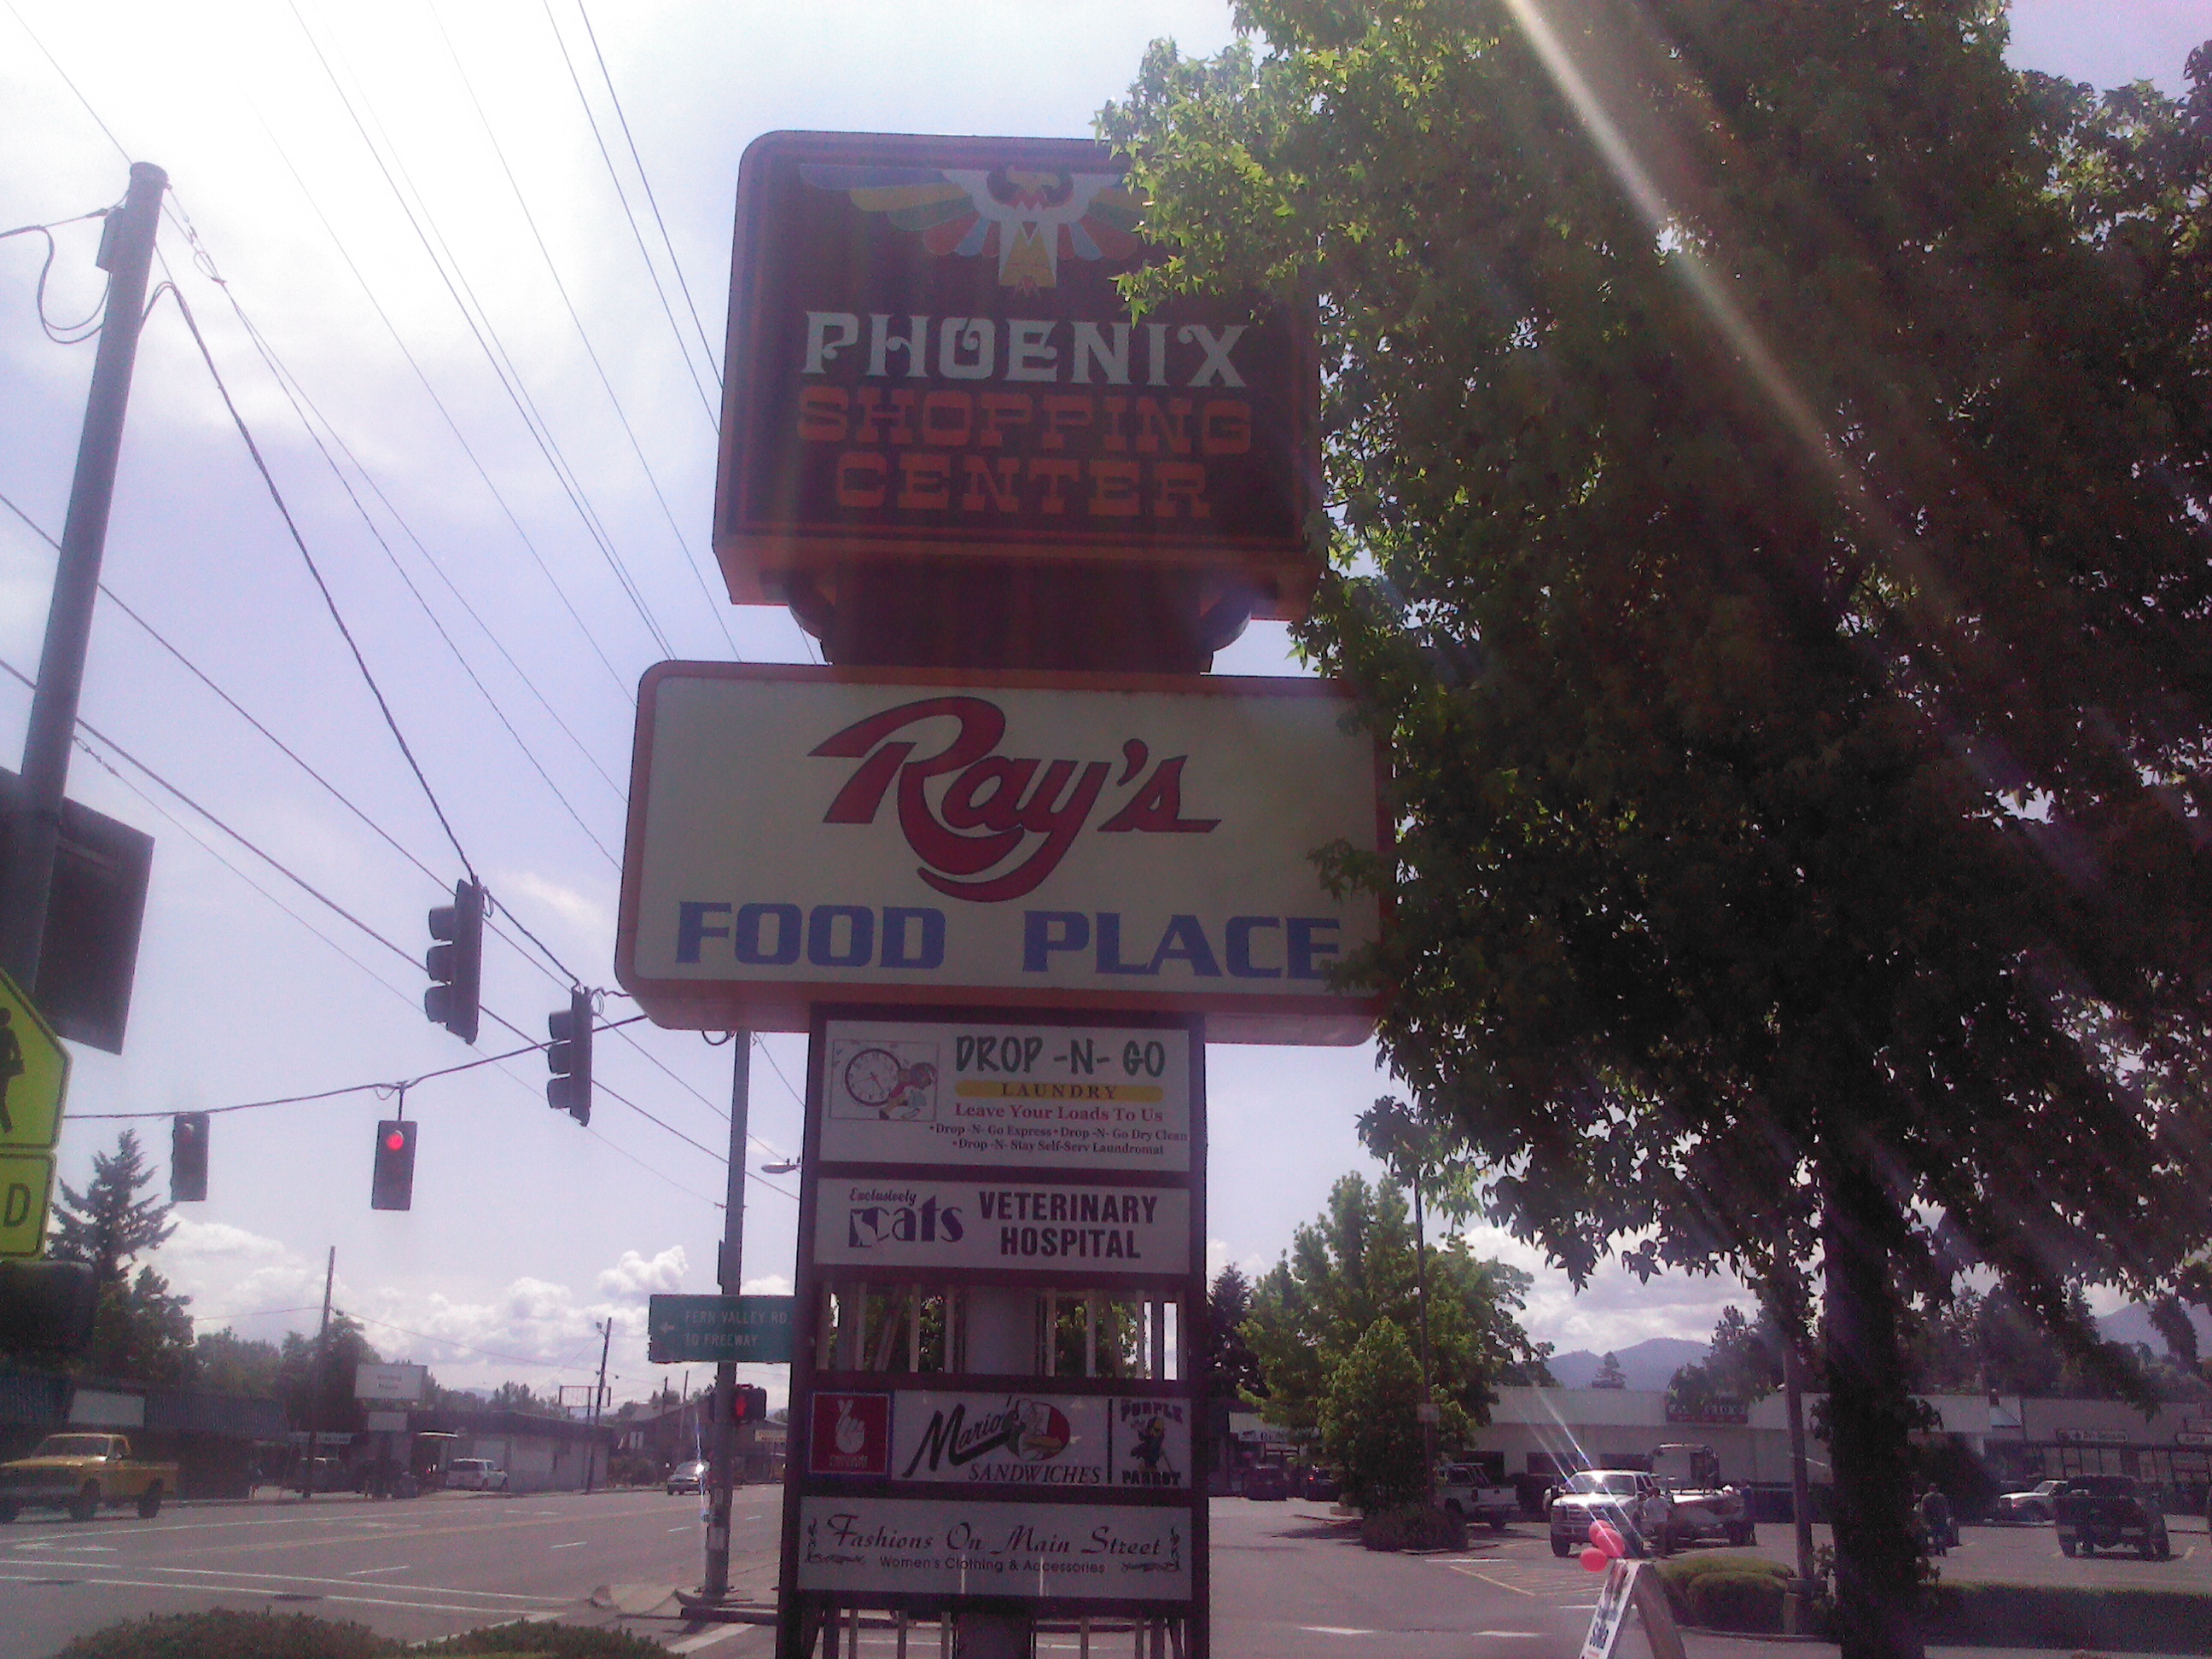 PHOENIX
SHOPPING
CENTER
Ray's
FOOD PLACE
DROP -N- GO
LAUNDRY
Leave Your Loads To Us
•Drop -N- Go Express •Drop -N- Go Dry Clean
•Drop -N- Stay Self-Serv Laundromat
Exclusively
Cats
VETERINARY
HOSPITAL
FERN VALLEY RD.
TO FREEWAY
Mario's
SANDWICHES
PURPLE
PARROT
Fashions On Main Street
Women's Clothing & Accessories
D
Sale